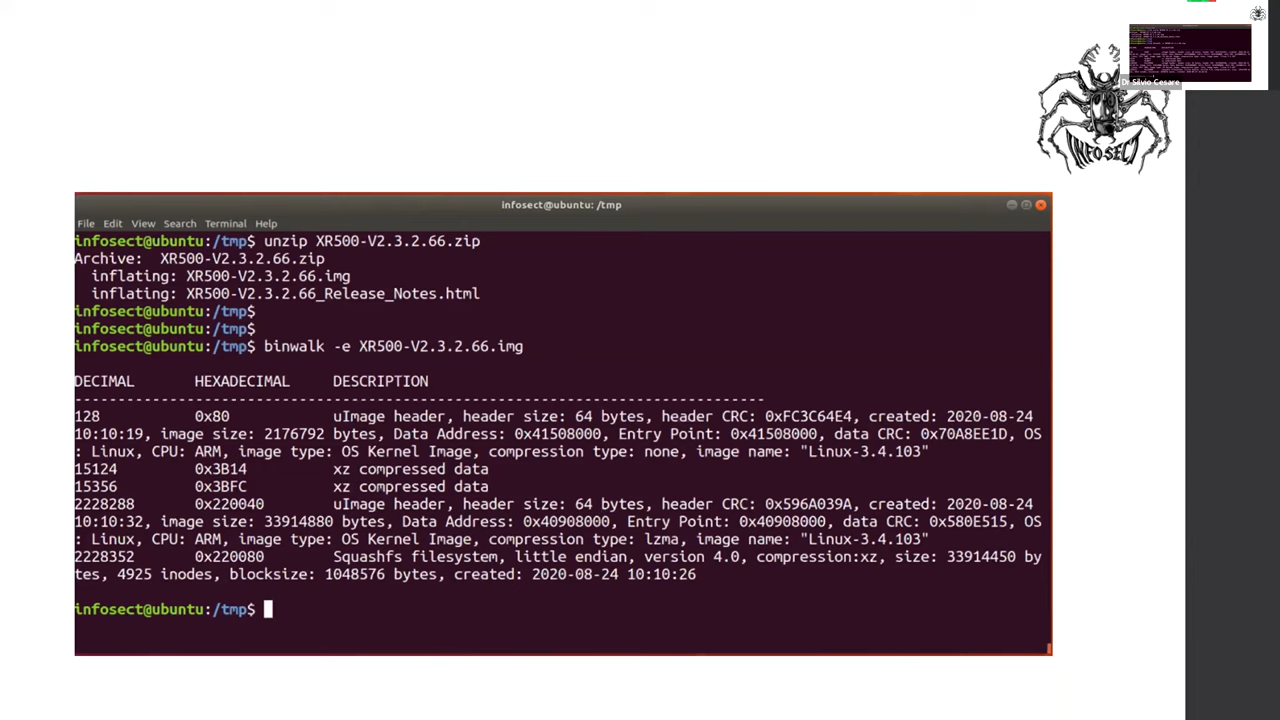 Dr Silvio Cesare
INFOSECT
infosect@ubuntu: /tmp
File Edit View Search Terminal Help
infosect@ubuntu:/tmp$ unzip XR500-V2.3.2.66.zip
Archive:  XR500-V2.3.2.66.zip
  inflating: XR500-V2.3.2.66.img
  inflating: XR500-V2.3.2.66_Release_Notes.html
infosect@ubuntu:/tmp$
infosect@ubuntu:/tmp$
infosect@ubuntu:/tmp$ binwalk -e XR500-V2.3.2.66.img
DECIMAL       HEXADECIMAL     DESCRIPTION
--------------------------------------------------------------------------------
128           0x80            uImage header, header size: 64 bytes, header CRC: 0xFC3C64E4, created: 2020-08-24
10:10:19, image size: 2176792 bytes, Data Address: 0x41508000, Entry Point: 0x41508000, data CRC: 0x70A8EE1D, OS
: Linux, CPU: ARM, image type: OS Kernel Image, compression type: none, image name: "Linux-3.4.103"
15124         0x3B14          xz compressed data
15356         0x3BFC          xz compressed data
2228288       0x220040        uImage header, header size: 64 bytes, header CRC: 0x596A039A, created: 2020-08-24
10:10:32, image size: 33914880 bytes, Data Address: 0x40908000, Entry Point: 0x40908000, data CRC: 0x580E515, OS
: Linux, CPU: ARM, image type: OS Kernel Image, compression type: lzma, image name: "Linux-3.4.103"
2228352       0x220080        Squashfs filesystem, little endian, version 4.0, compression:xz, size: 33914450 by
tes, 4925 inodes, blocksize: 1048576 bytes, created: 2020-08-24 10:10:26
infosect@ubuntu:/tmp$